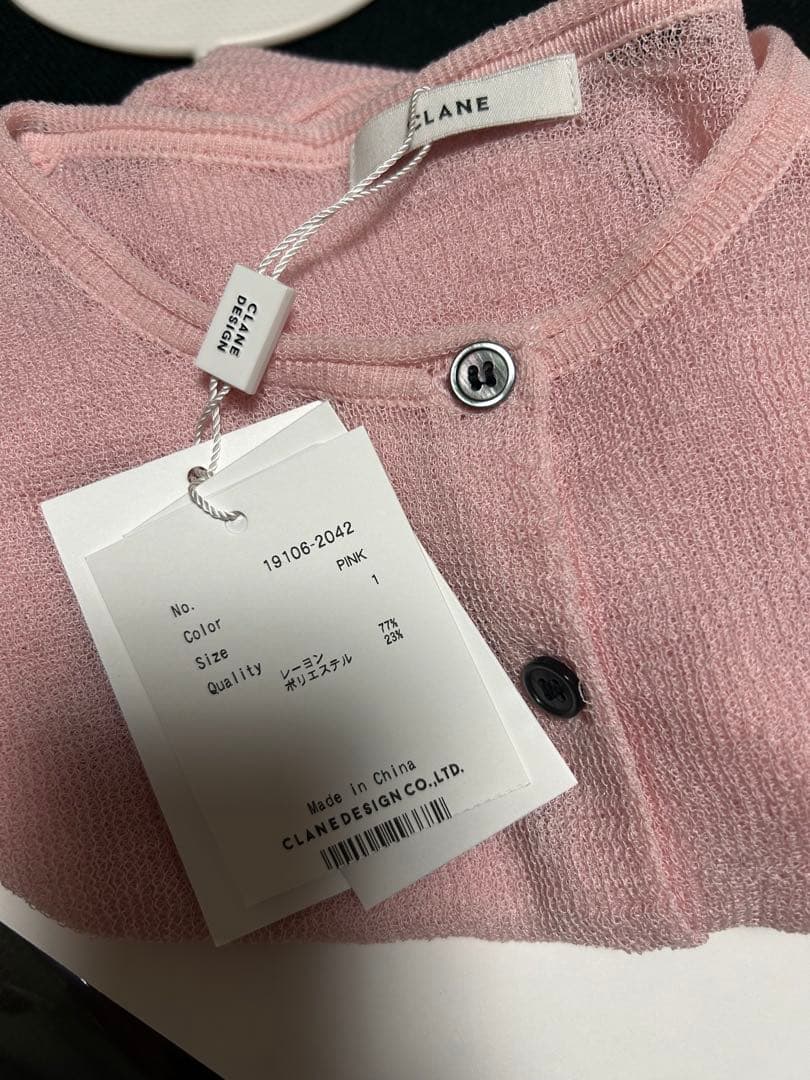 CLANE
CLANE
DESIGN
No. 19106-2042
Color PINK
Size 1
Quality レーヨン 77%
ポリエステル 23%
Made in China
CLANE DESIGN CO.,LTD.